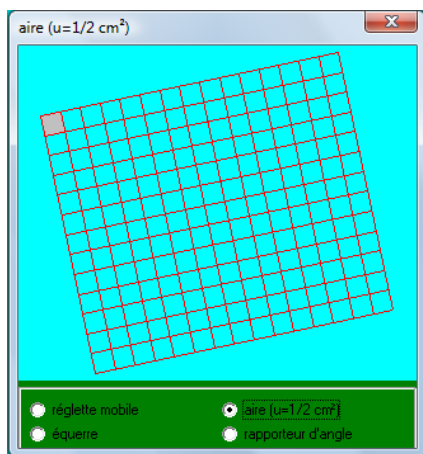 aire (u=1/2 cm²)
réglette mobile
aire (u=1/2 cm²)
équerre
rapporteur d'angle